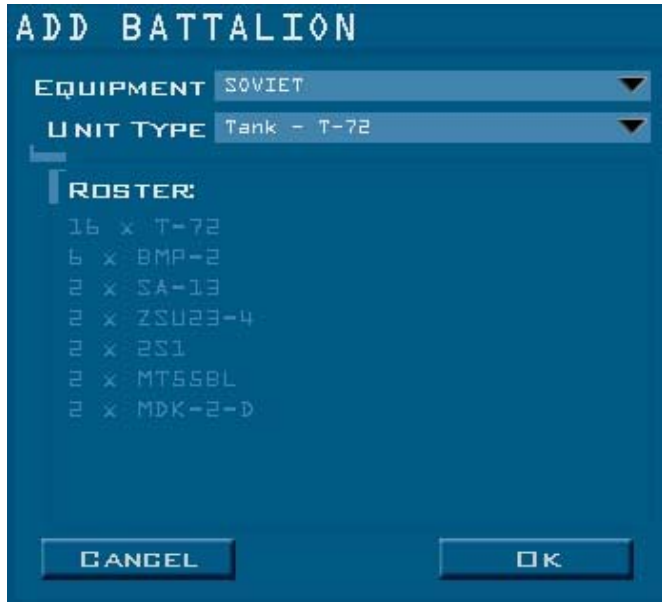 ADD BATTALION
EQUIPMENT SOVIET
UNIT TYPE Tank - T-72
ROSTER:
16 x T-72
6 x BMP-2
2 x SA-13
2 x ZSU23-4
2 x 2S1
2 x MT55BL
2 x MDK-2-D
CANCEL OK